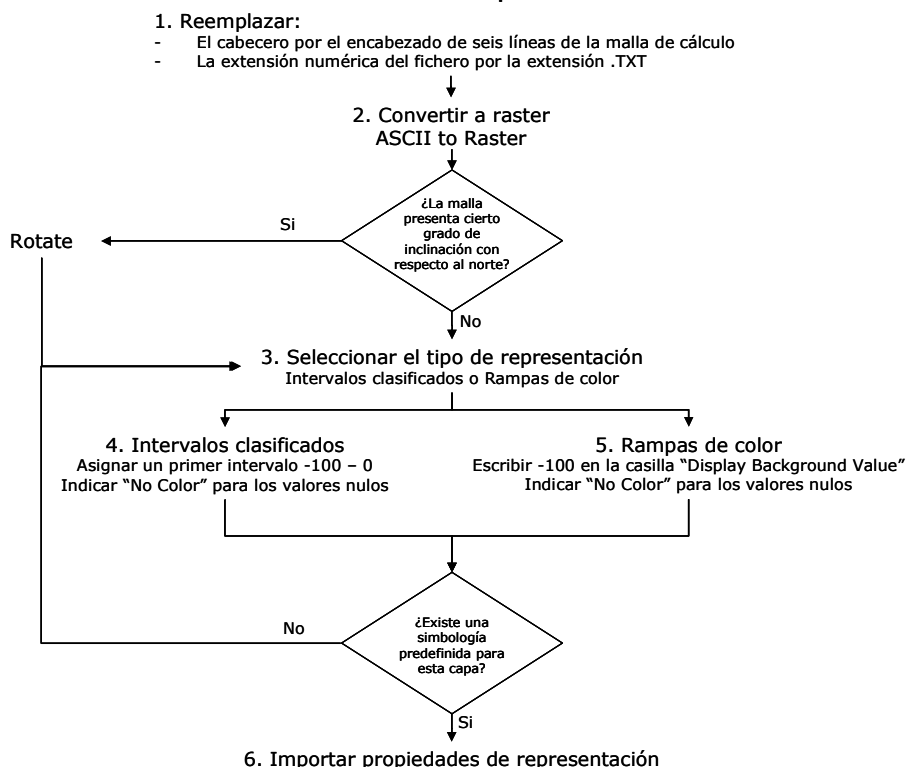 1. Reemplazar:
- El cabecero por el encabezado de seis líneas de la malla de cálculo
- La extensión numérica del fichero por la extensión .TXT
2. Convertir a raster
ASCII to Raster
¿La malla
presenta cierto
grado de
inclinación con
respecto al norte?
Si
Rotate
No
3. Seleccionar el tipo de representación
Intervalos clasificados o Rampas de color
4. Intervalos clasificados
Asignar un primer intervalo -100 – 0
Indicar “No Color” para los valores nulos
5. Rampas de color
Escribir -100 en la casilla “Display Background Value”
Indicar “No Color” para los valores nulos
¿Existe una
simbología
predefinida para
esta capa?
No
Si
6. Importar propiedades de representación